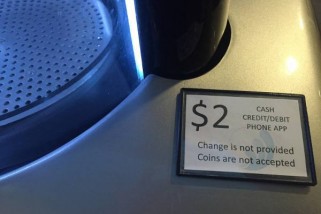 $2
CASH
CREDIT/DEBIT
PHONE APP
Change is not provided
Coins are not accepted